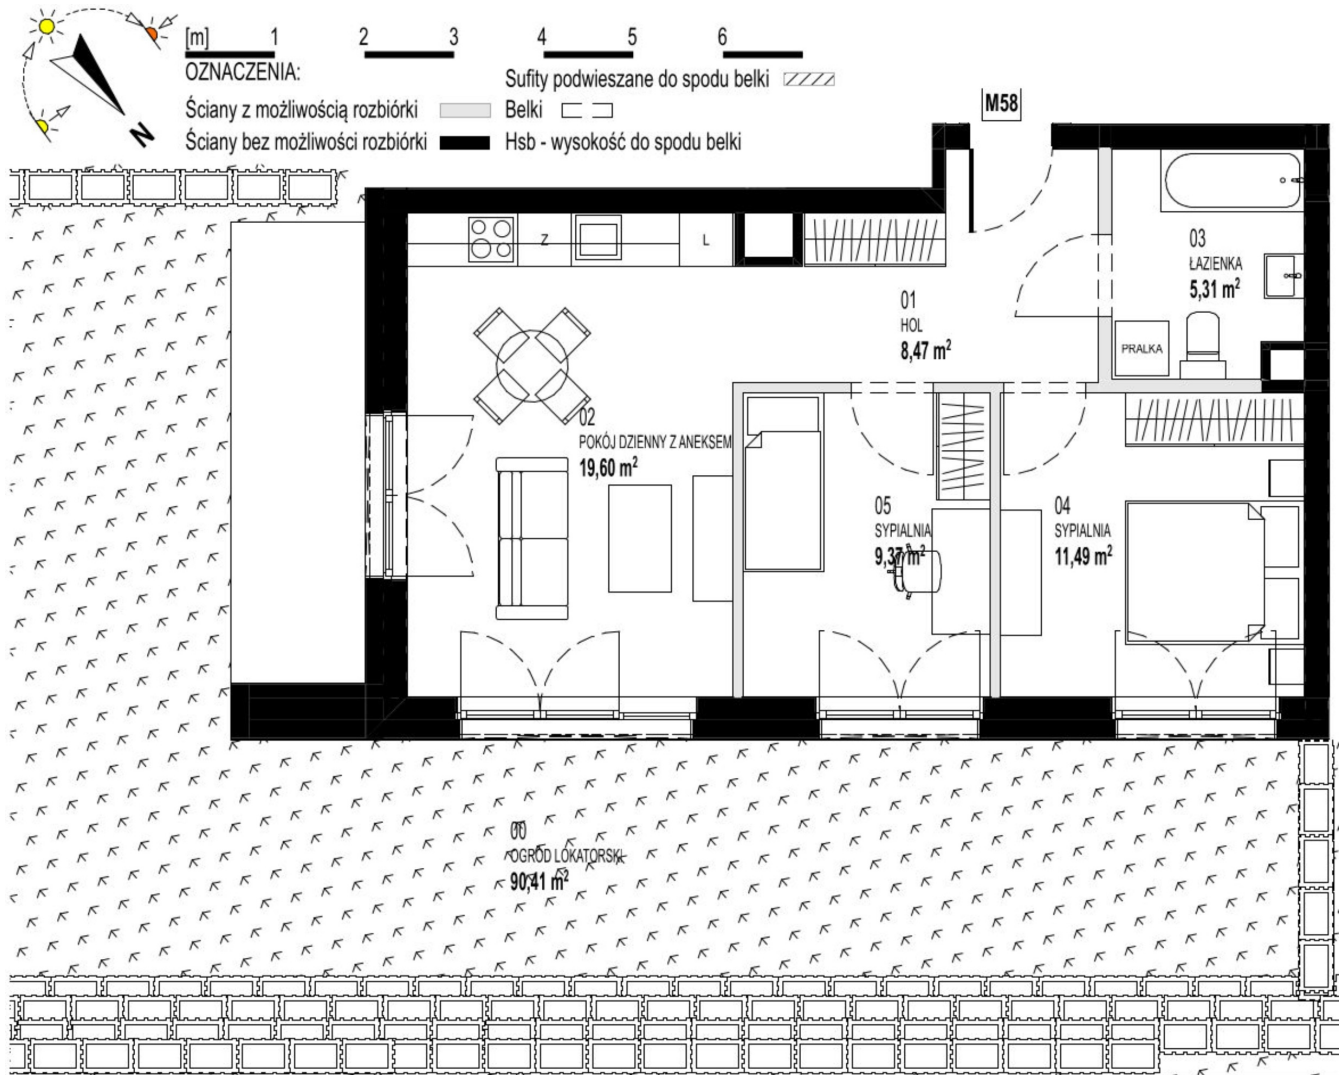 [m] 1 2 3 4 5 6
OZNACZENIA:
Sufity podwieszane do spodu belki
Ściany z możliwością rozbiórki
Belki
Ściany bez możliwości rozbiórki
Hsb - wysokość do spodu belki
N
M58
Z
L
03
ŁAZIENKA
5,31 m²
PRALKA
01
HOL
8,47 m²
02
POKÓJ DZIENNY Z ANEKSEM
19,60 m²
05
SYPIALNIA
9,37 m²
04
SYPIALNIA
11,49 m²
00
OGRÓD LOKATORSKI
90,41 m²